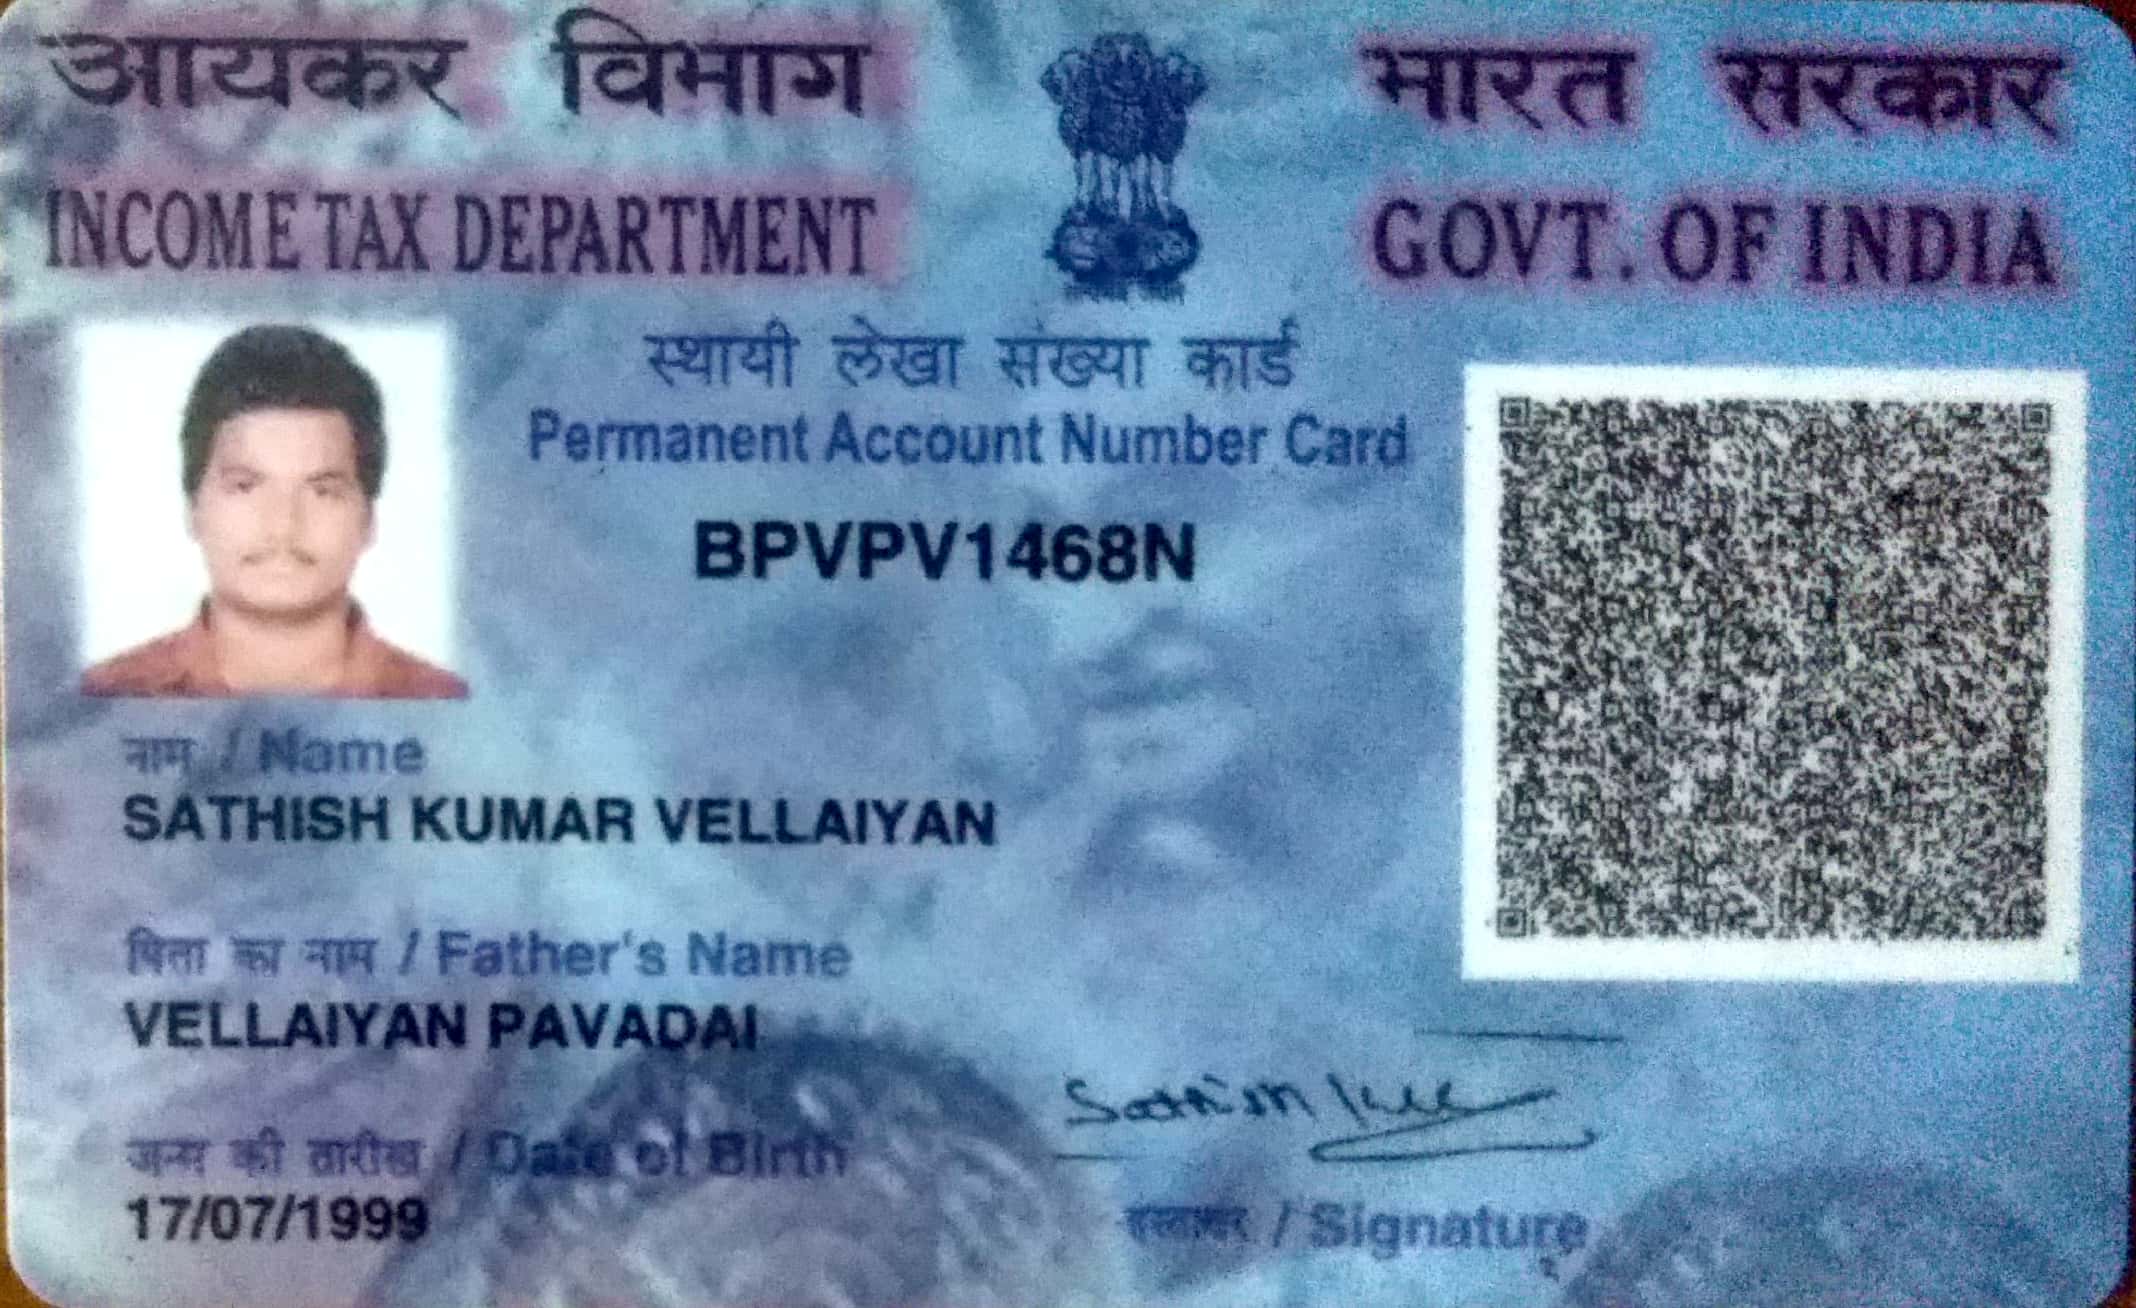 आयकर विभाग
INCOME TAX DEPARTMENT
भारत सरकार
GOVT. OF INDIA
स्थायी लेखा संख्या कार्ड
Permanent Account Number Card
BPVPV1468N
नाम / Name
SATHISH KUMAR VELLAIYAN
पिता का नाम / Father's Name
VELLAIYAN PAVADAI
जन्म की तारीख / Date of Birth
17/07/1999
Sathish
हस्ताक्षर / Signature